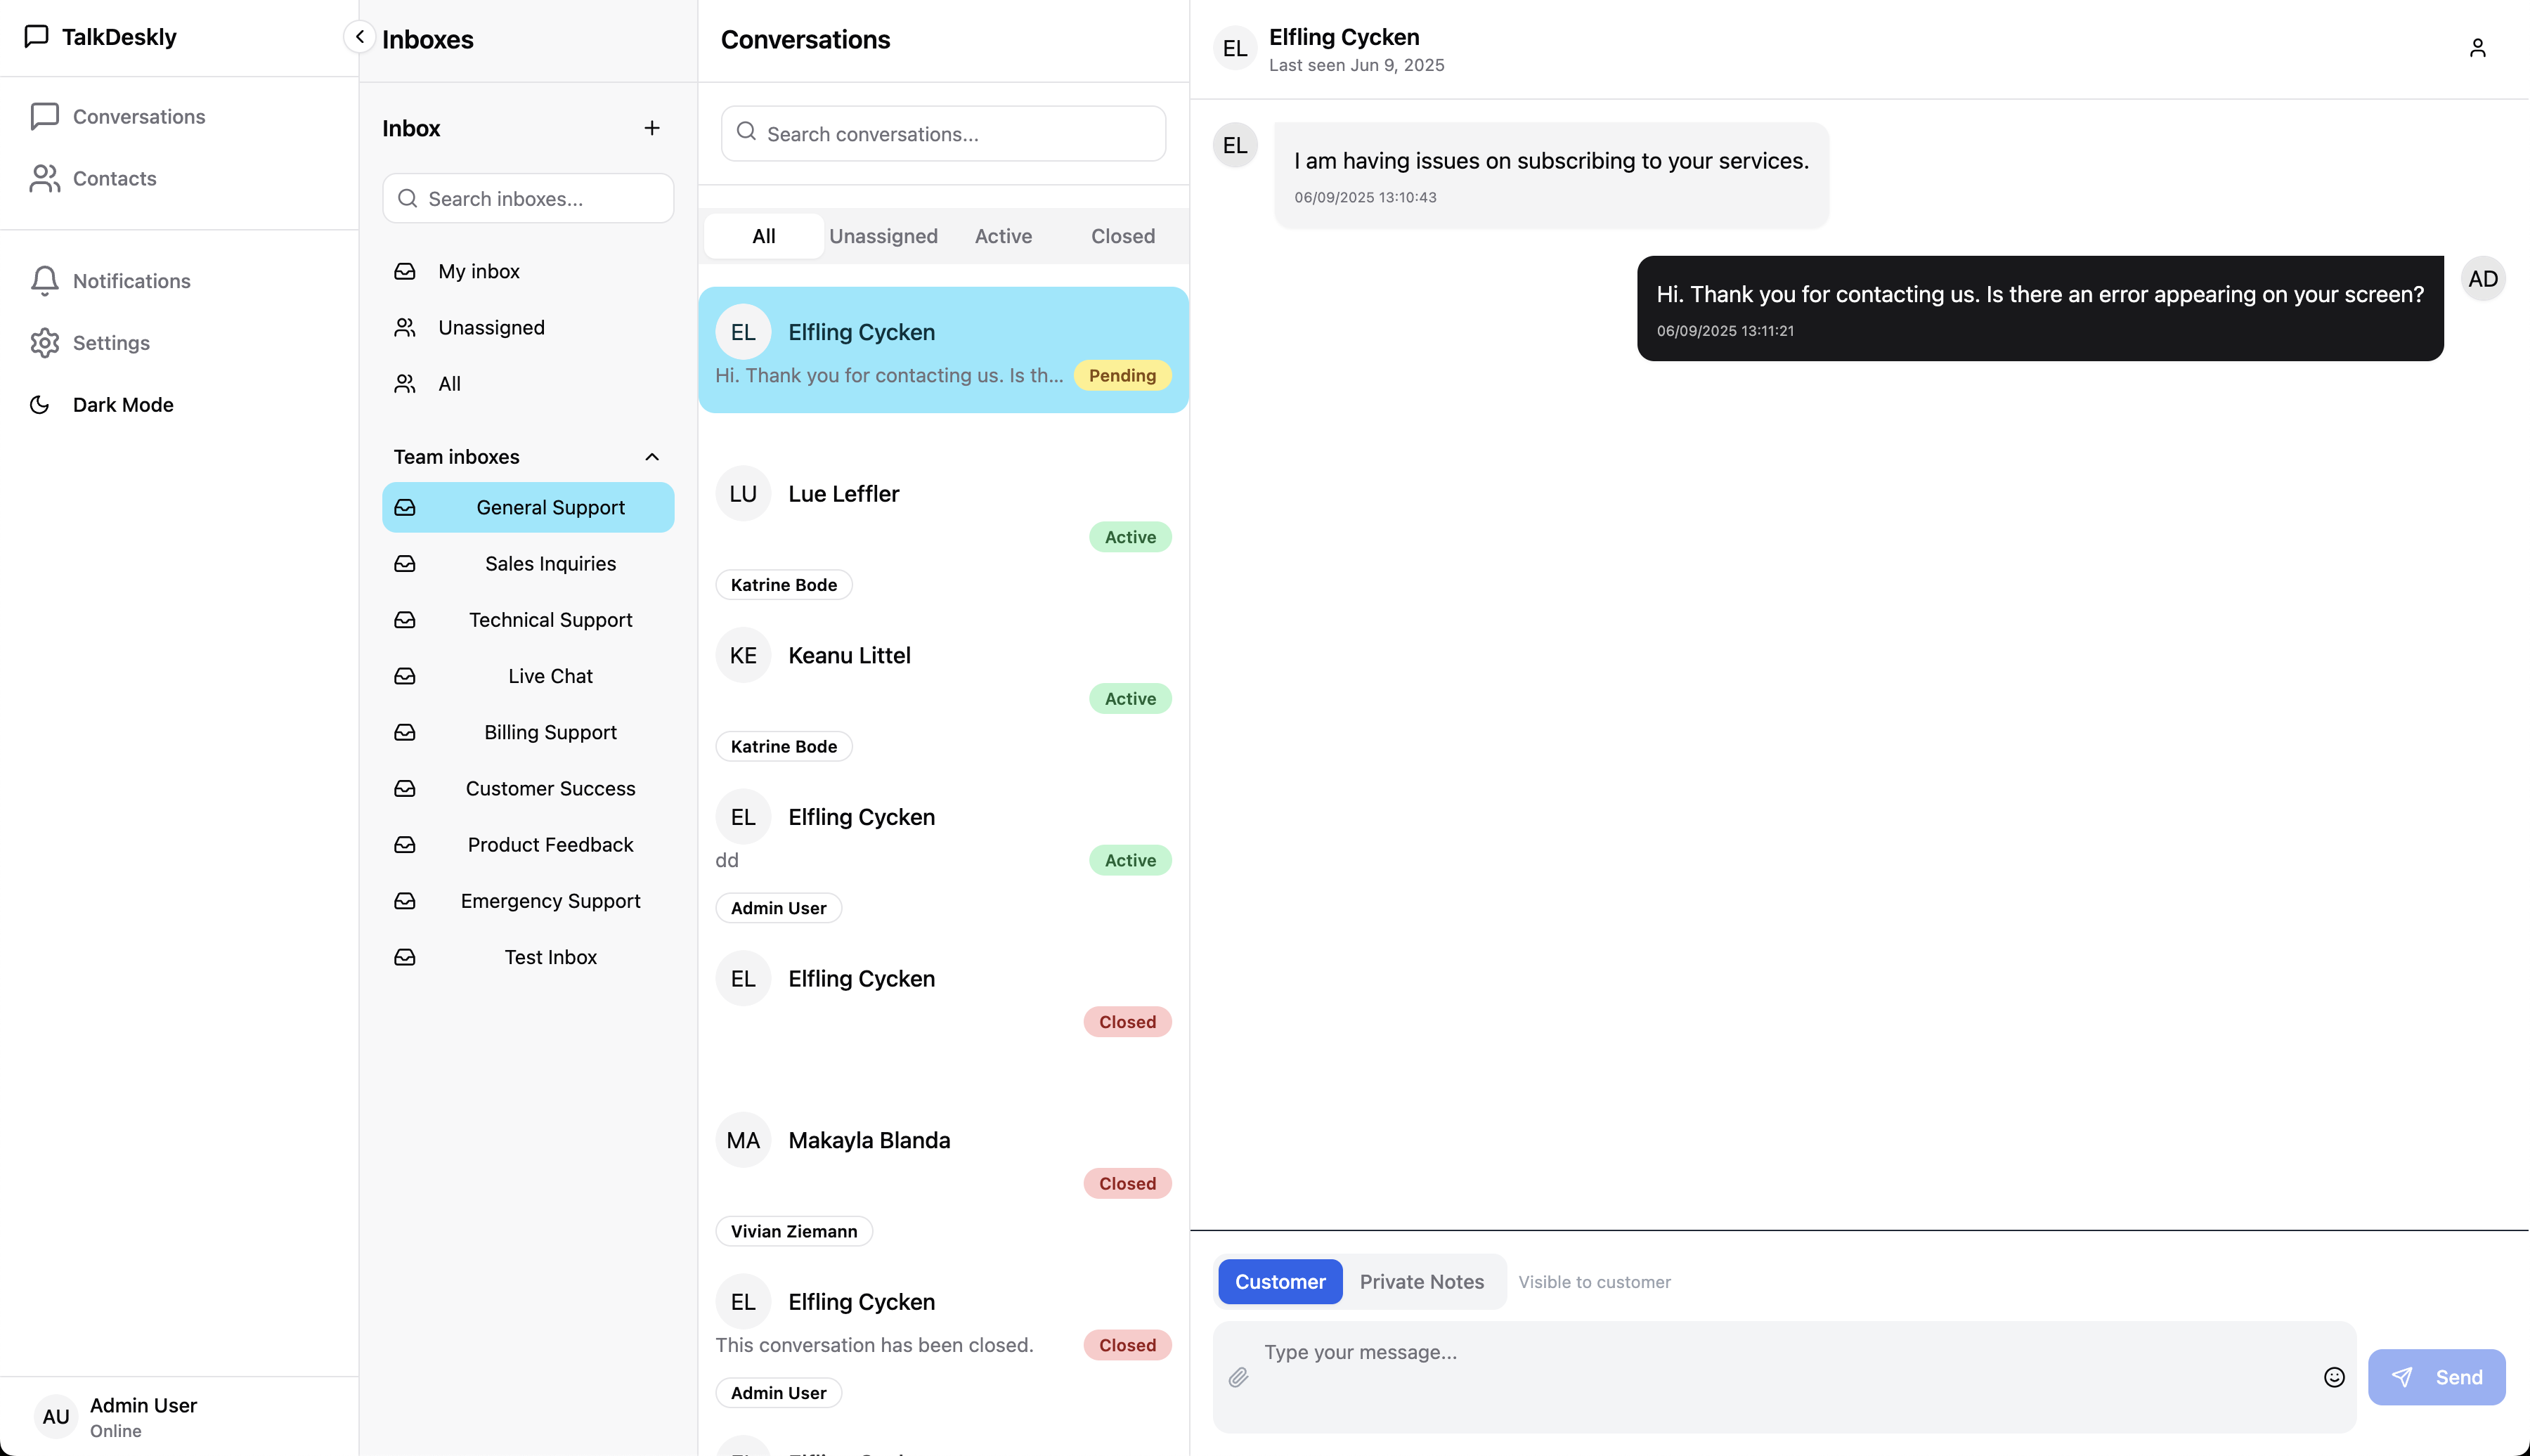 TalkDeskly
Conversations
Contacts
Notifications
Settings
Dark Mode
AU
Admin User
Online
Inboxes
Inbox
Search inboxes...
My inbox
Unassigned
All
Team inboxes
General Support
Sales Inquiries
Technical Support
Live Chat
Billing Support
Customer Success
Product Feedback
Emergency Support
Test Inbox
Conversations
Search conversations...
All Unassigned Active Closed
EL Elfling Cycken
Hi. Thank you for contacting us. Is th... Pending
LU Lue Leffler
Active
Katrine Bode
KE Keanu Littel
Active
Katrine Bode
EL Elfling Cycken
dd Active
Admin User
EL Elfling Cycken
Closed
MA Makayla Blanda
Closed
Vivian Ziemann
EL Elfling Cycken
This conversation has been closed. Closed
Admin User
EL Elfling Cycken
Last seen Jun 9, 2025
EL I am having issues on subscribing to your services.
06/09/2025 13:10:43
Hi. Thank you for contacting us. Is there an error appearing on your screen? AD
06/09/2025 13:11:21
Customer Private Notes Visible to customer
Type your message...
Send